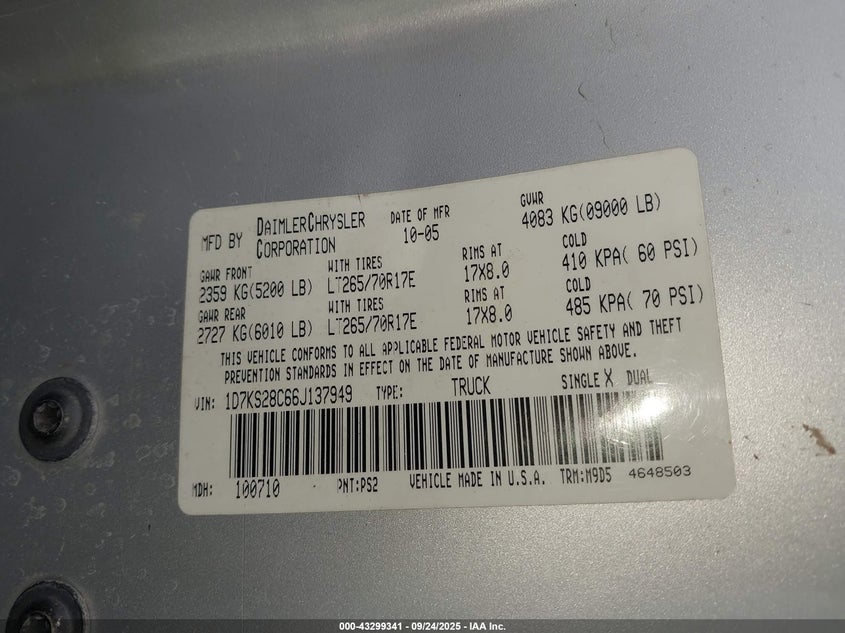 MFD BY DAIMLERCHRYSLER CORPORATION DATE OF MFR 10-05 GVWR 4083 KG(09000 LB)
GAWR FRONT WITH TIRES RIMS AT COLD
2359 KG(5200 LB) LT265/70R17E 17X8.0 410 KPA( 60 PSI)
GAWR REAR WITH TIRES RIMS AT COLD
2727 KG(6010 LB) LT265/70R17E 17X8.0 485 KPA( 70 PSI)
THIS VEHICLE CONFORMS TO ALL APPLICABLE FEDERAL MOTOR VEHICLE SAFETY AND THEFT
PREVENTION STANDARDS IN EFFECT ON THE DATE OF MANUFACTURE SHOWN ABOVE.
VIN: 1D7KS28C66J137949 TYPE: TRUCK SINGLE X DUAL
MDH: 100710 PNT:PS2 VEHICLE MADE IN U.S.A. TRM:M9D5 4648503
000-43299341 - 09/24/2025 - IAA Inc.